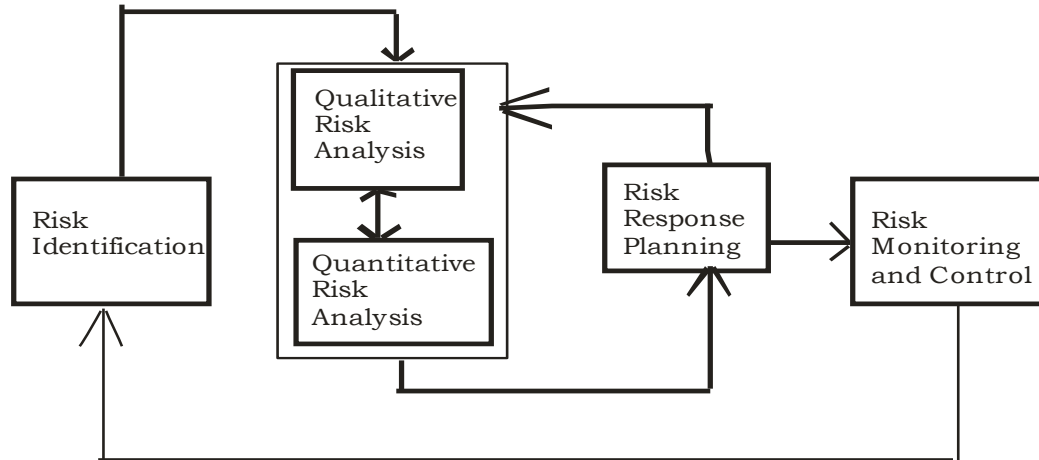 Risk
Identification
Qualitative
Risk
Analysis
Quantitative
Risk
Analysis
Risk
Response
Planning
Risk
Monitoring
and Control